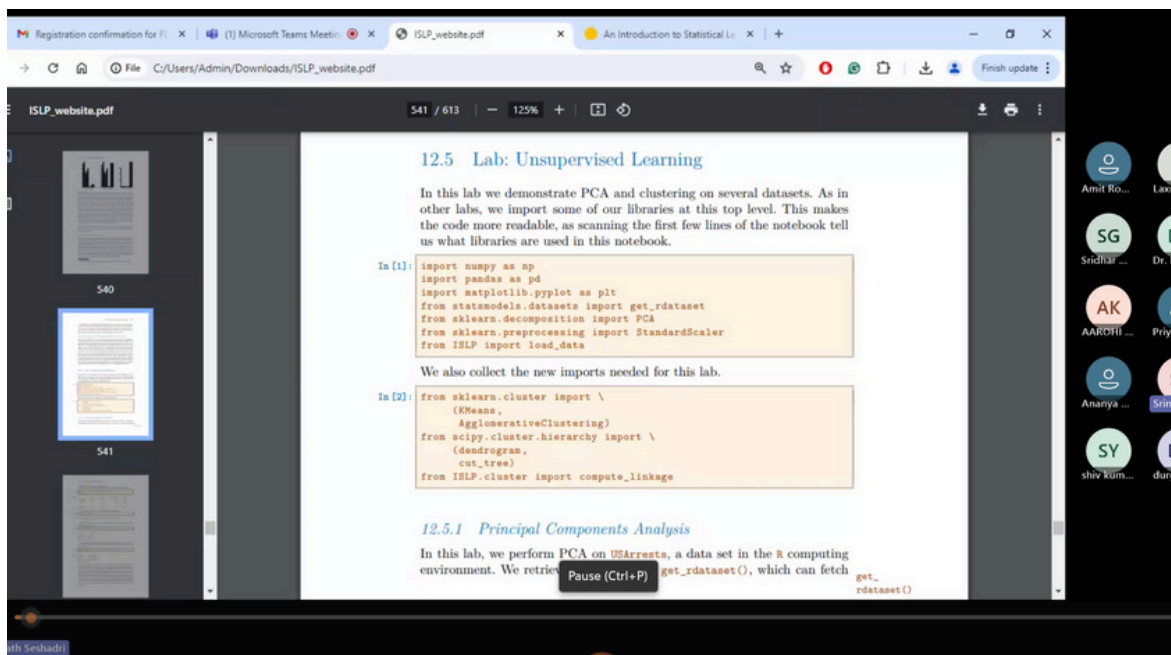 Registration confirmation for F
(1) Microsoft Teams Meetin
ISLP_website.pdf
An Introduction to Statistical Le
File C:/Users/Admin/Downloads/ISLP_website.pdf
Finish update
ISLP_website.pdf
541 / 613
125%
540
541
12.5 Lab: Unsupervised Learning
In this lab we demonstrate PCA and clustering on several datasets. As in
other labs, we import some of our libraries at this top level. This makes
the code more readable, as scanning the first few lines of the notebook tell
us what libraries are used in this notebook.
In [1]: import numpy as np
import pandas as pd
import matplotlib.pyplot as plt
from statsmodels.datasets import get_rdataset
from sklearn.decomposition import PCA
from sklearn.preprocessing import StandardScaler
from ISLP import load_data
We also collect the new imports needed for this lab.
In [2]: from sklearn.cluster import \
(KMeans,
AgglomerativeClustering)
from scipy.cluster.hierarchy import \
(dendrogram,
cut_tree)
from ISLP.cluster import compute_linkage
12.5.1 Principal Components Analysis
In this lab, we perform PCA on USArrests, a data set in the R computing
environment. We retrie get_rdataset(), which can fetch
get_
rdataset()
Pause (Ctrl+P)
Amit Ro...
Lax
SG
Sridhar ...
Dr.
AK
AAROHI ...
Priy
Ananya ...
Srin
SY
shiv kum...
dur
ath Seshadri